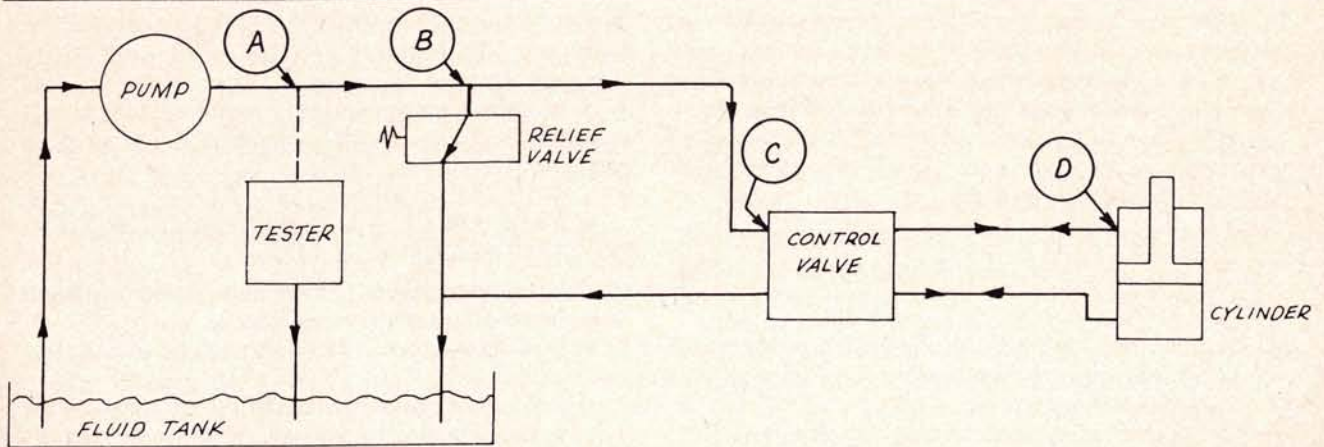 A
B
PUMP
RELIEF
VALVE
C
D
TESTER
CONTROL
VALVE
CYLINDER
FLUID TANK